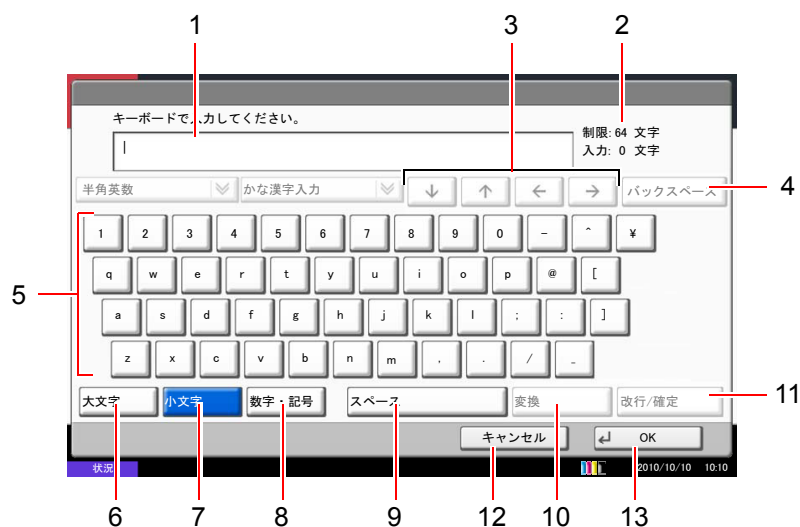 1 3 2
キーボードで入力してください。
制限: 64 文字
入力: 0 文字
半角英数 かな漢字入力 ↓ ↑ ← → バックスペース 4
1 2 3 4 5 6 7 8 9 0 - ^ ¥
q w e r t y u i o p @ [
5
a s d f g h j k l ; : ]
z x c v b n m , . / _
大文字 小文字 数字・記号 スペース 変換 改行/確定 11
キャンセル OK
状況 2010/10/10 10:10
6 7 8 9 12 10 13